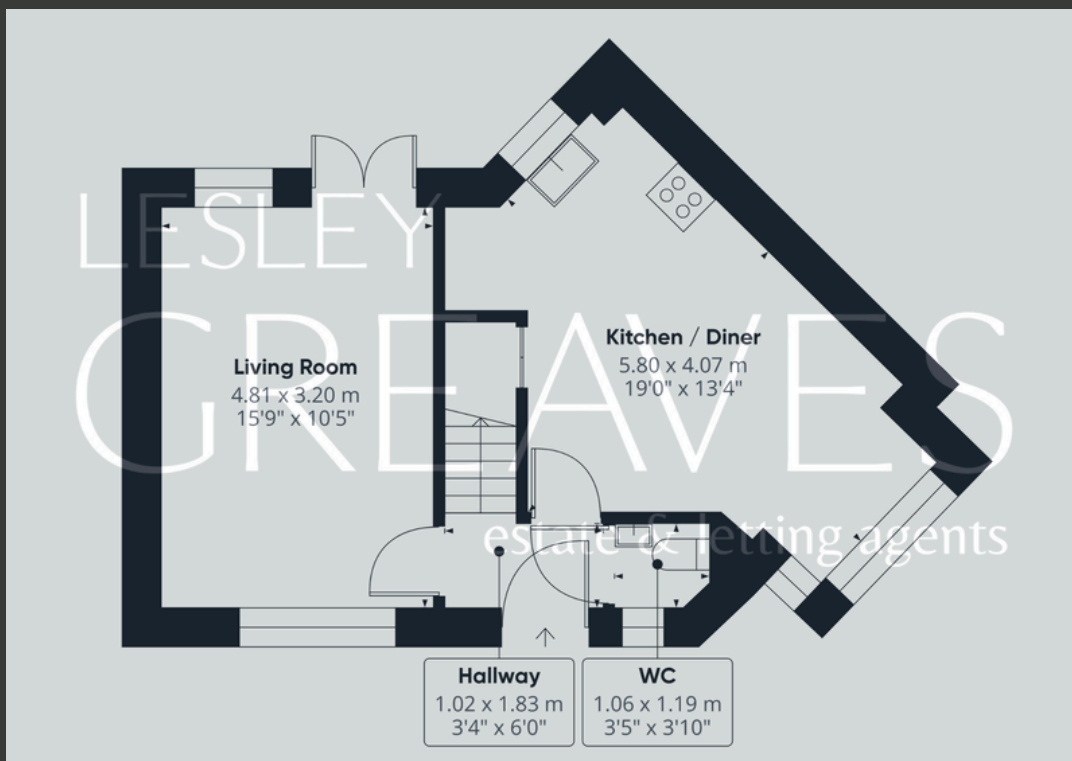 LESLEY
GREAVES
estate & letting agents
Living Room
4.81 x 3.20 m
15'9" x 10'5"
Kitchen / Diner
5.80 x 4.07 m
19'0" x 13'4"
Hallway
1.02 x 1.83 m
3'4" x 6'0"
WC
1.06 x 1.19 m
3'5" x 3'10"